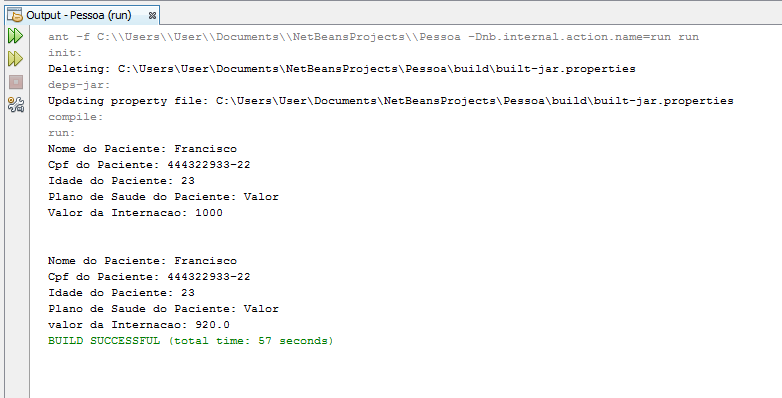 Output - Pessoa (run)
ant -f C:\\Users\\User\\Documents\\NetBeansProjects\\Pessoa -Dnb.internal.action.name=run run
init:
Deleting: C:\Users\User\Documents\NetBeansProjects\Pessoa\build\built-jar.properties
deps-jar:
Updating property file: C:\Users\User\Documents\NetBeansProjects\Pessoa\build\built-jar.properties
compile:
run:
Nome do Paciente: Francisco
Cpf do Paciente: 444322933-22
Idade do Paciente: 23
Plano de Saude do Paciente: Valor
Valor da Internacao: 1000
Nome do Paciente: Francisco
Cpf do Paciente: 444322933-22
Idade do Paciente: 23
Plano de Saude do Paciente: Valor
valor da Internacao: 920.0
BUILD SUCCESSFUL (total time: 57 seconds)